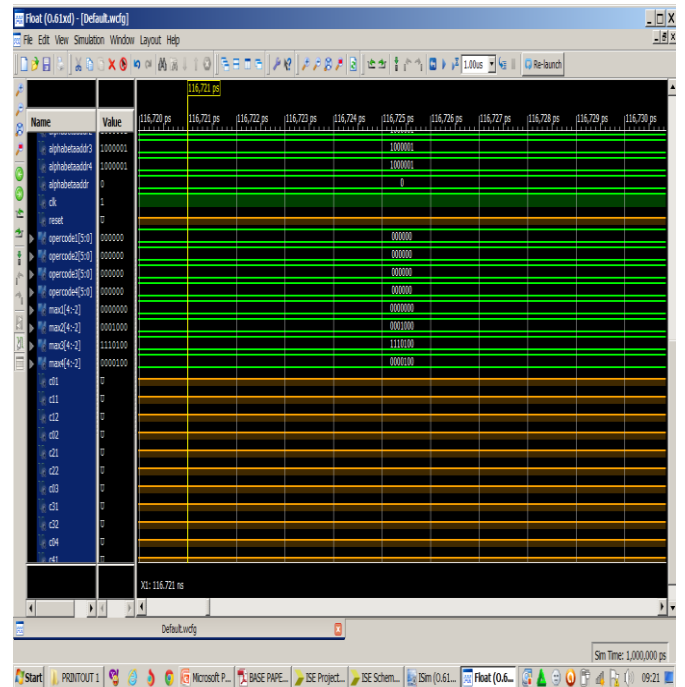 Float (0.61xd) - [Default.wcfg]
File Edit View Simulation Window Layout Help
1.00us Re-launch
116,721 ps
Name Value 116,720 ps 116,721 ps 116,722 ps 116,723 ps 116,724 ps 116,725 ps 116,726 ps 116,727 ps 116,728 ps 116,729 ps 116,730 ps
alphabetaaddr3 1000001 1000001
alphabetaaddr4 1000001 1000001
alphabetaaddr 0 0
clk 1
reset U
opercode1[5:0] 000000 000000
opercode2[5:0] 000000 000000
opercode3[5:0] 000000 000000
opercode4[5:0] 000000 000000
max1[4:-2] 0000000 0000000
max2[4:-2] 0001000 0001000
max3[4:-2] 1110100 1110100
max4[4:-2] 0000100 0000100
c01 U
c11 U
c12 U
c02 U
c21 U
c22 U
c03 U
c31 U
c32 U
c04 U
c41
X1: 116.721 ns
Default.wcfg
Sim Time: 1,000,000 ps
Start PRINTOUT 1 Microsoft P... BASE PAPE... ISE Project... ISE Schem... ISim (0.61... Float (0.6... 09:21